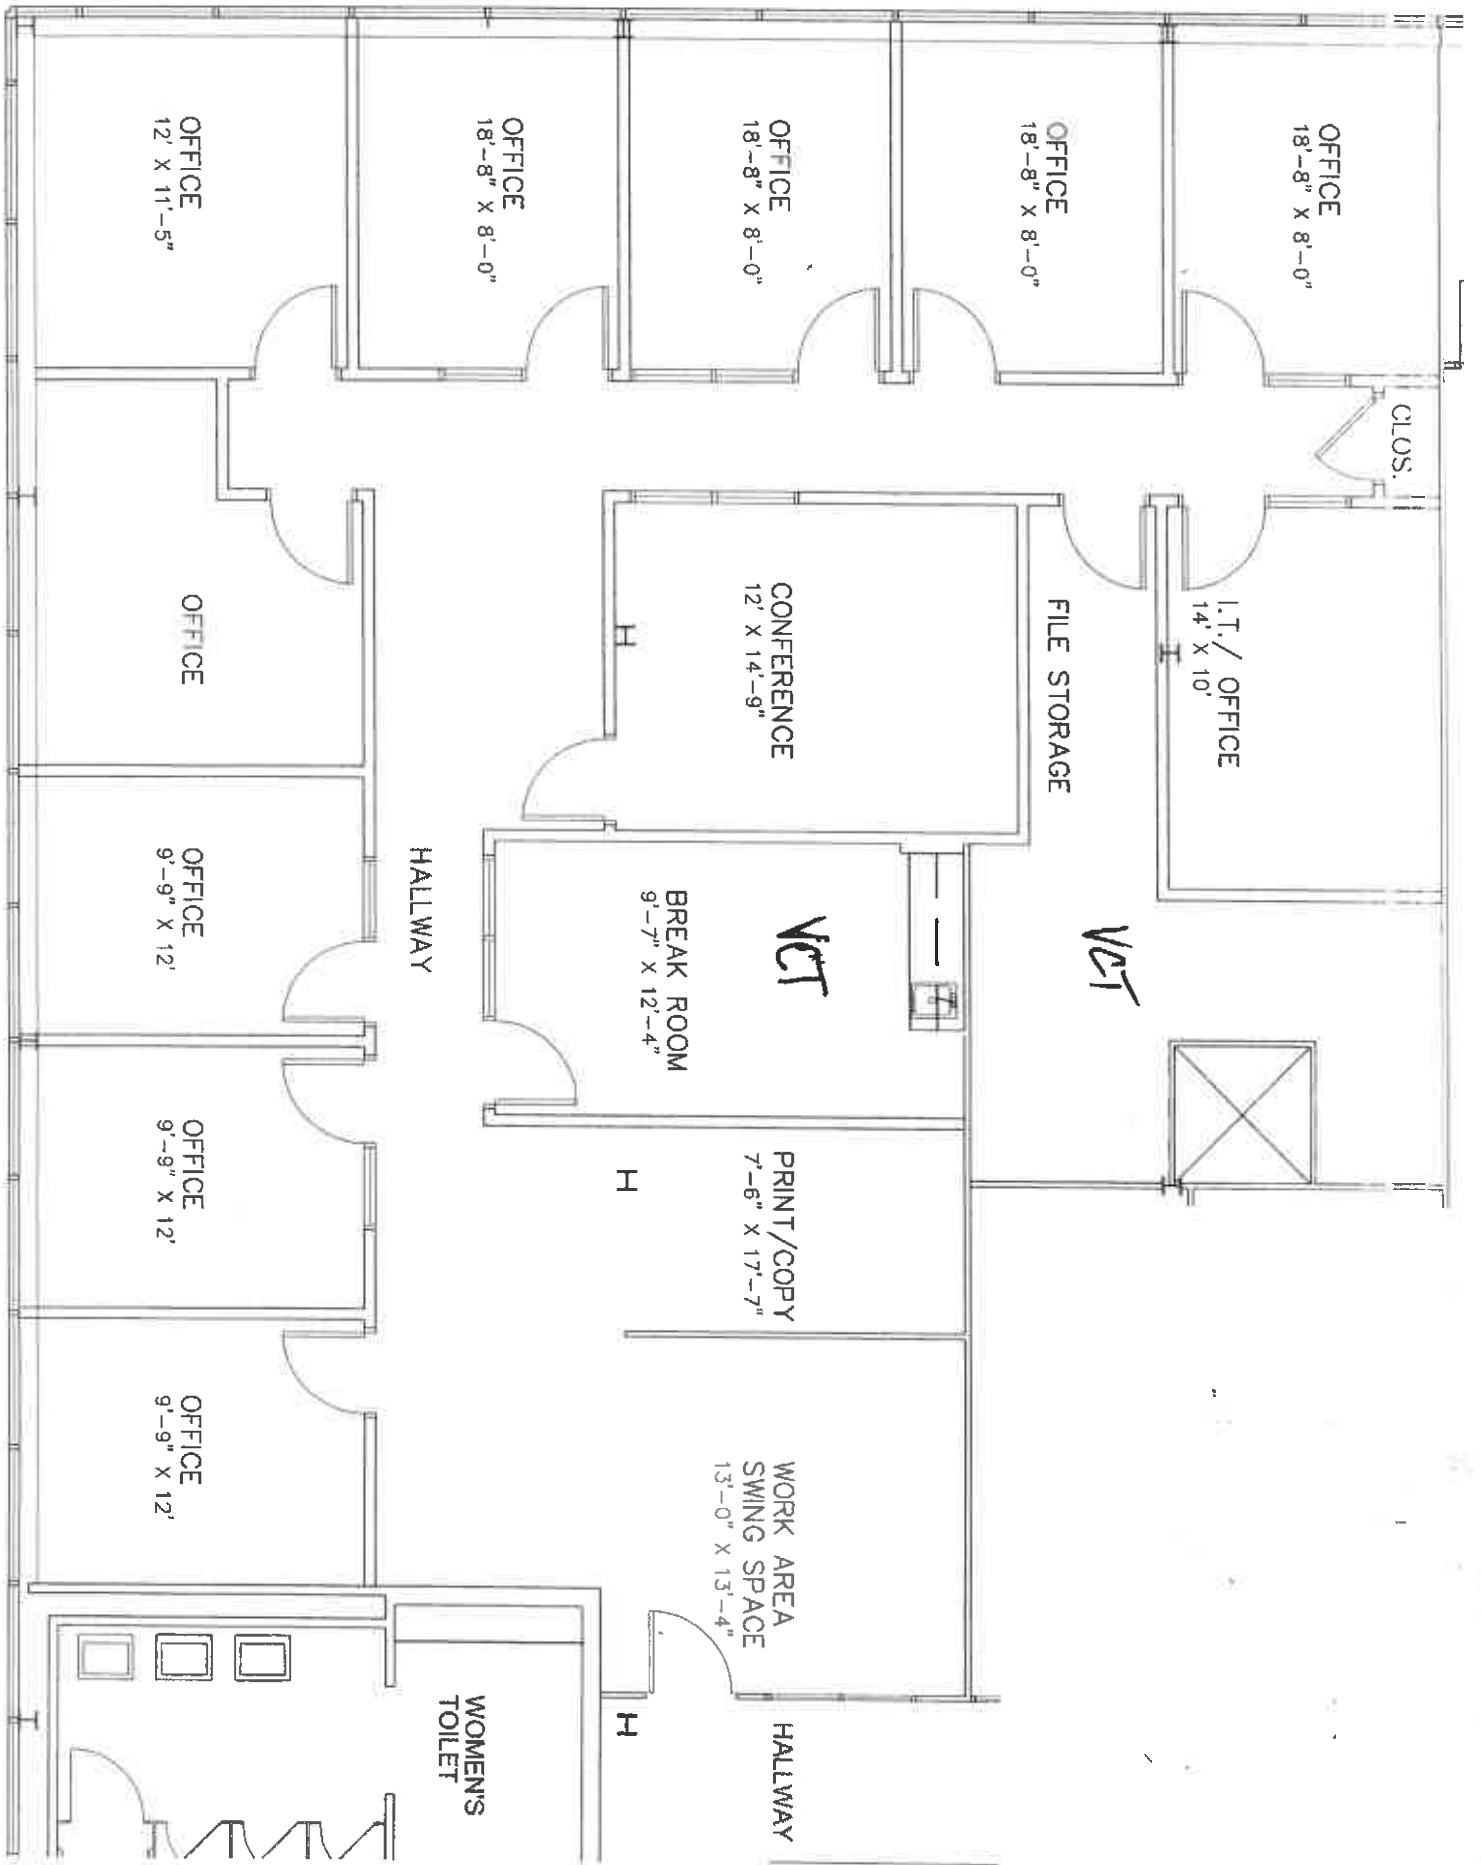 OFFICE
18'-8" X 8'-0"
CLOS.
I.T./ OFFICE
14' X 10'
OFFICE
18'-8" X 8'-0"
FILE STORAGE
VCT
OFFICE
18'-8" X 8'-0"
CONFERENCE
12' X 14'-9"
VCT
BREAK ROOM
9'-7" X 12'-4"
PRINT/COPY
7'-6" X 17'-7"
WORK AREA
SWING SPACE
13'-0" X 13'-4"
HALLWAY
OFFICE
18'-8" X 8'-0"
HALLWAY
WOMEN'S
TOILET
OFFICE
12' X 11'-5"
OFFICE
OFFICE
9'-9" X 12'
OFFICE
9'-9" X 12'
OFFICE
9'-9" X 12'